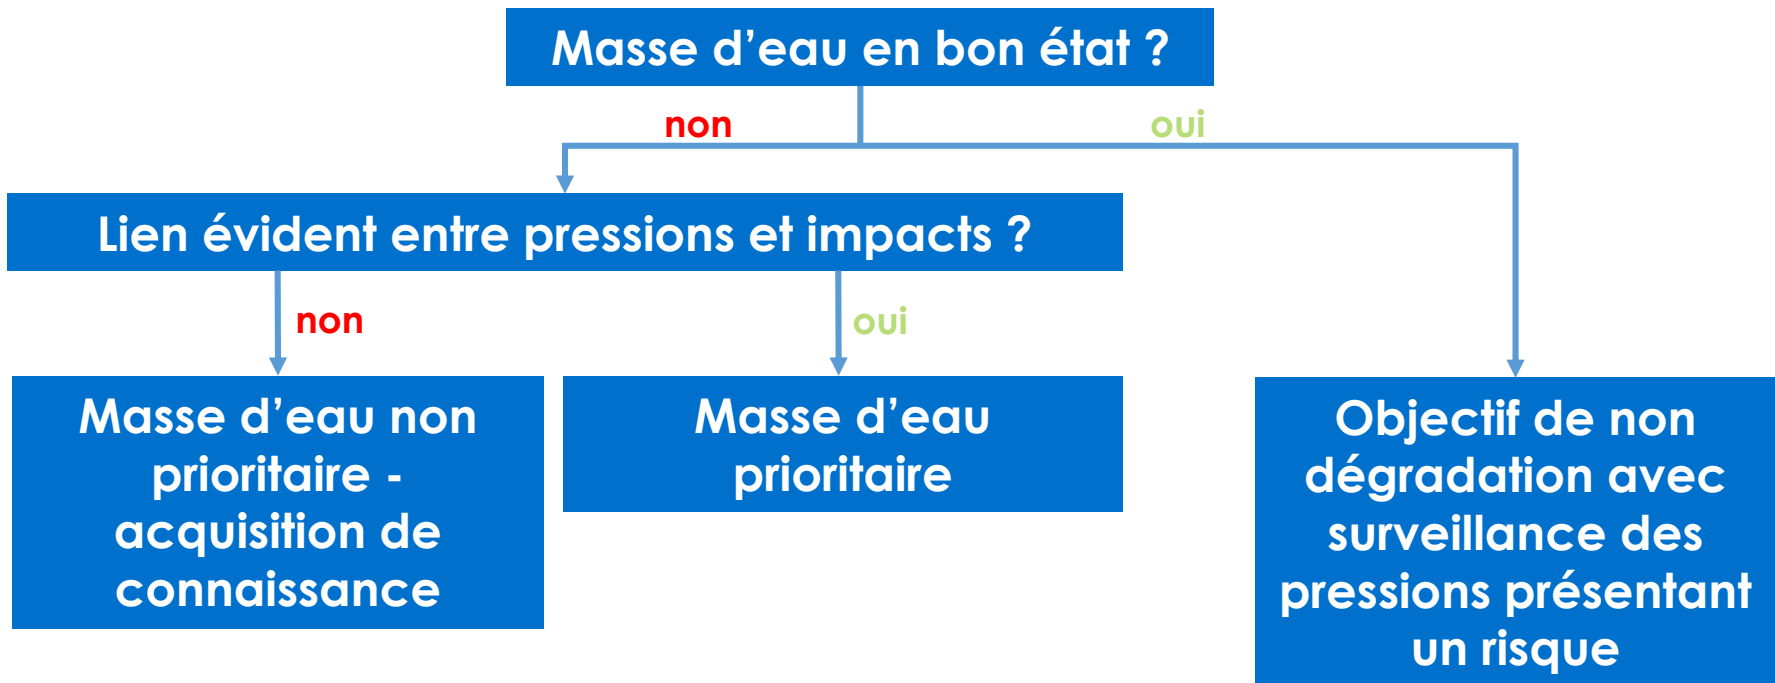 Masse d’eau en bon état ?
non
oui
Lien évident entre pressions et impacts ?
non
oui
Masse d’eau non
prioritaire -
acquisition de
connaissance
Masse d’eau
prioritaire
Objectif de non
dégradation avec
surveillance des
pressions présentant
un risque